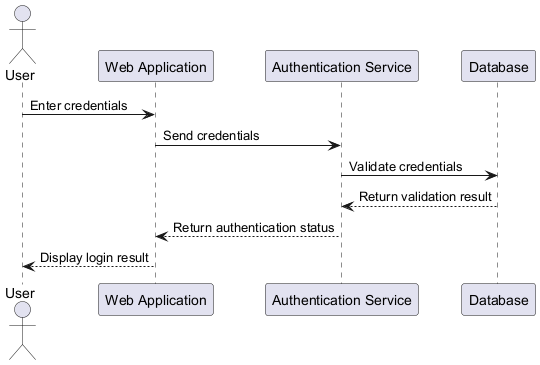 User
Web Application
Authentication Service
Database
Enter credentials
Send credentials
Validate credentials
Return validation result
Return authentication status
Display login result
User
Web Application
Authentication Service
Database